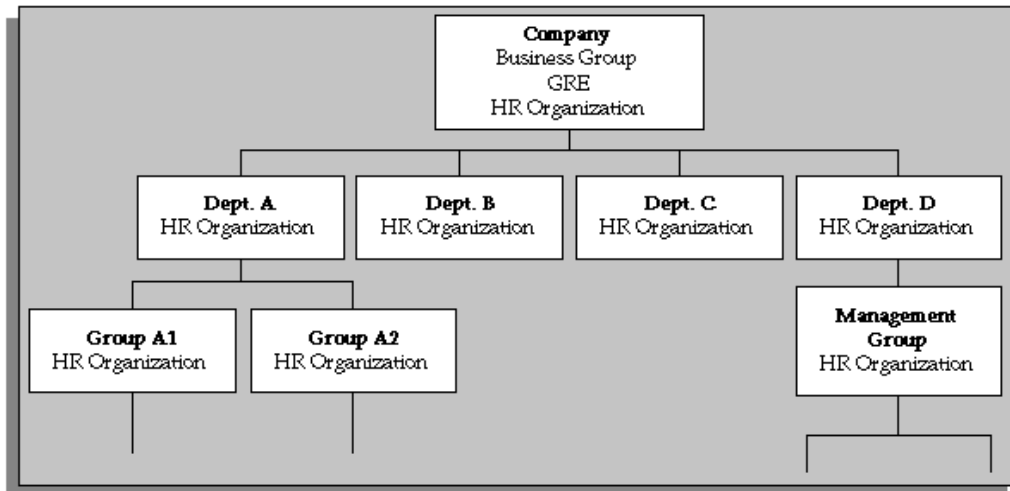 Company
Business Group
GRE
HR Organization
Dept. A
HR Organization
Dept. B
HR Organization
Dept. C
HR Organization
Dept. D
HR Organization
Group A1
HR Organization
Group A2
HR Organization
Management
Group
HR Organization